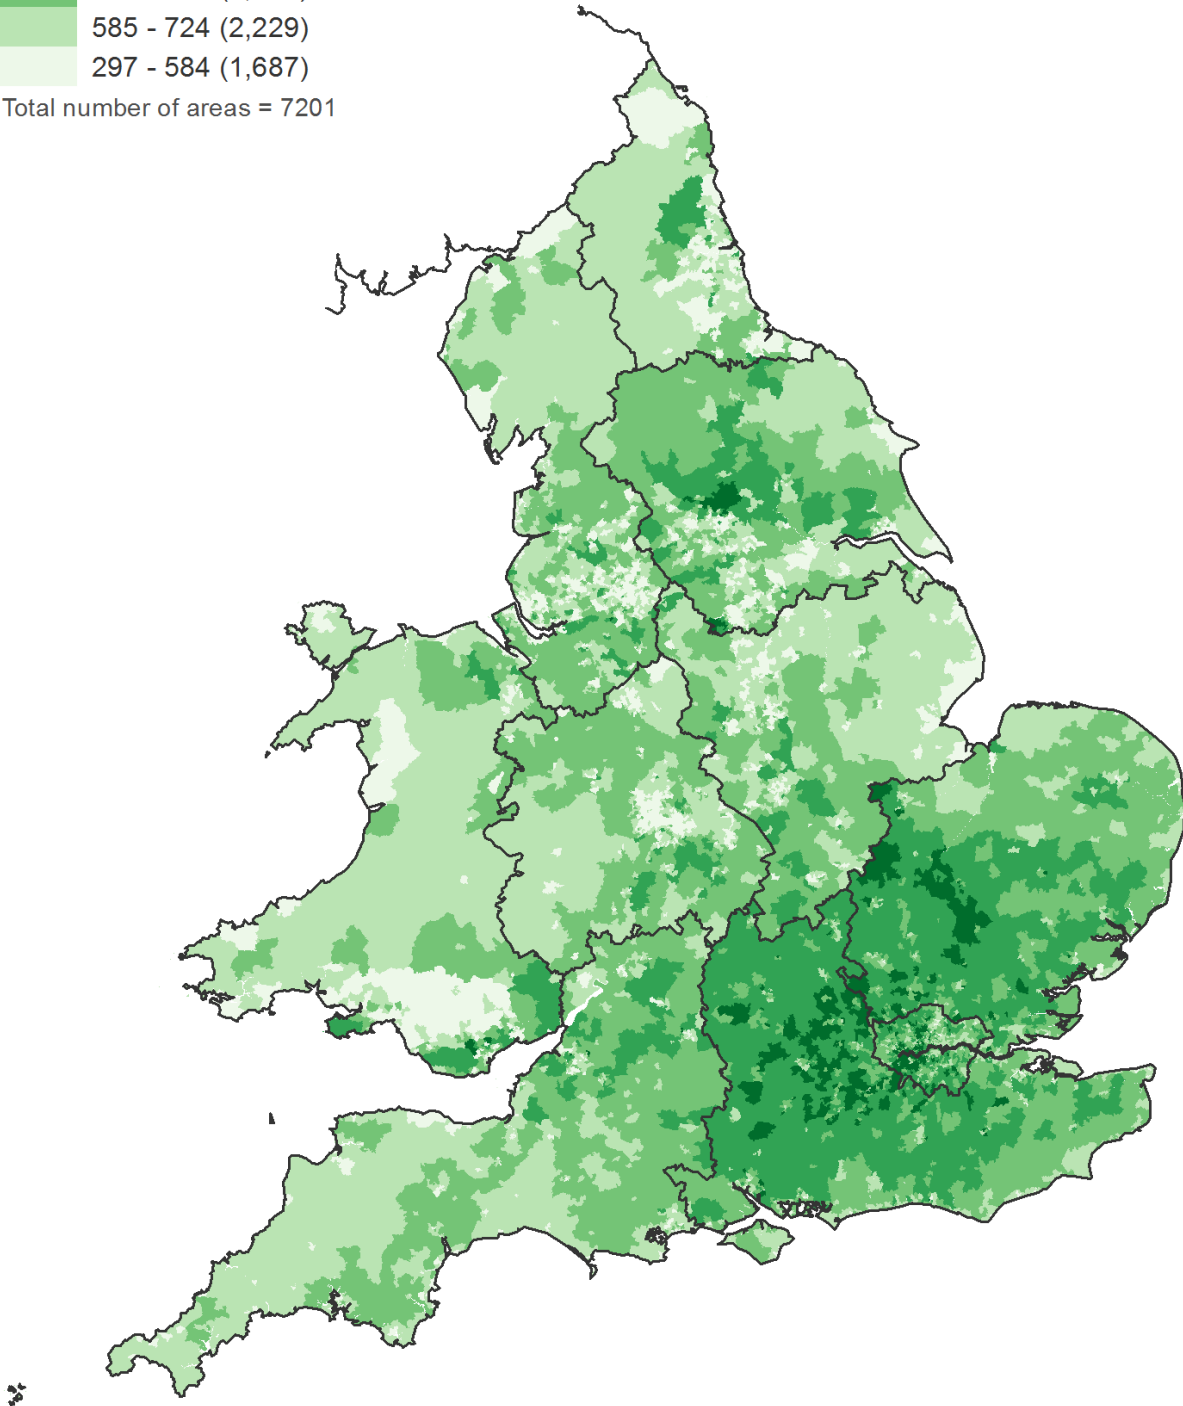 585 - 724 (2,229)
297 - 584 (1,687)
Total number of areas = 7201